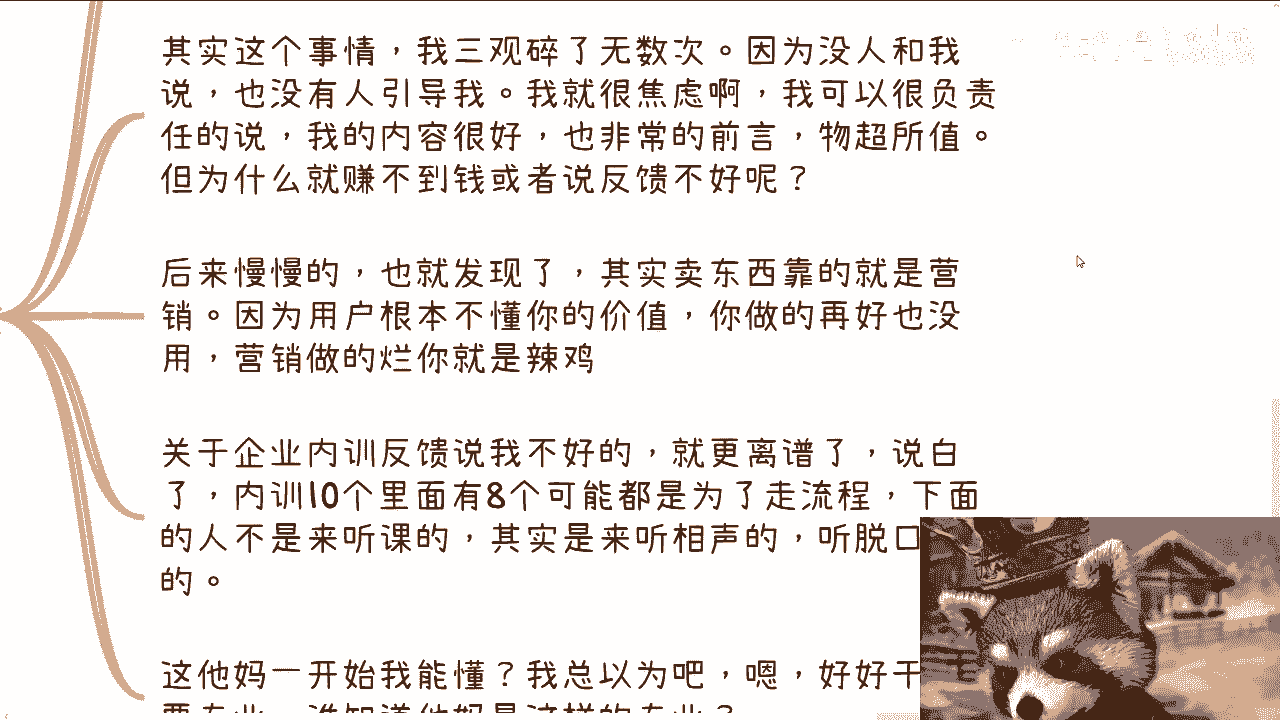 其实这个事情，我三观碎了无数次。因为没人和我
说，也没有人引导我。我就很焦虑啊，我可以很负责
任的说，我的内容很好，也非常的前言，物超所值。
但为什么就赚不到钱或者说反馈不好呢？
后来慢慢的，也就发现了，其实卖东西靠的就是营
销。因为用户根本不懂你的价值，你做的再好也没
用，营销做的烂你就是辣鸡
关于企业内训反馈说我不好的，就更离谱了，说白
了，内训10个里面有8个可能都是为了走流程，下面
的人不是来听课的，其实是来听相声的，听脱口
的。
这他妈一开始我能懂？我总以为吧，嗯，好好干